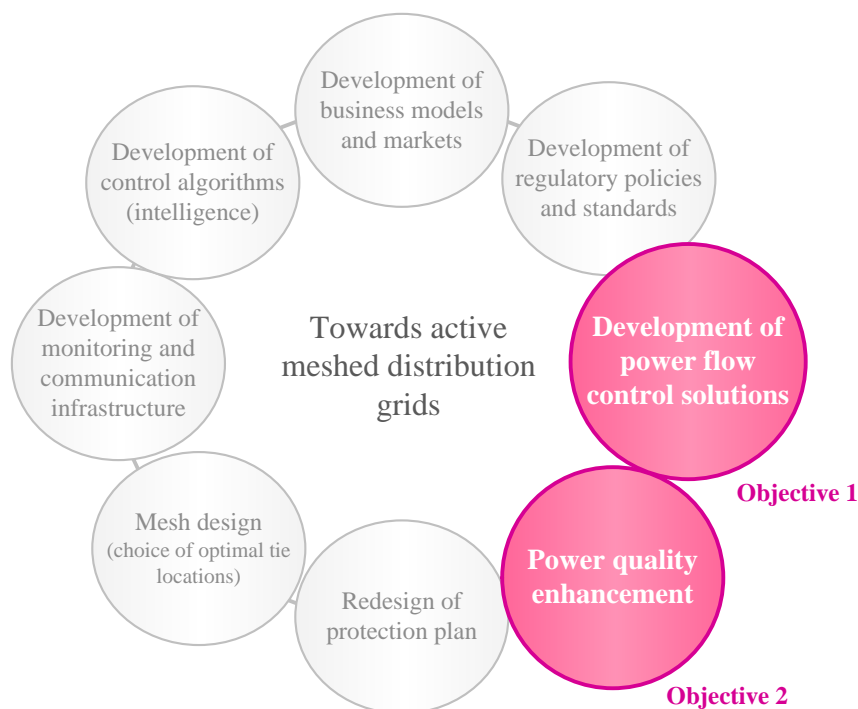 Development of
business models
and markets
Development of
regulatory policies
and standards
Development of
power flow
control solutions
Objective 1
Power quality
enhancement
Objective 2
Redesign of
protection plan
Mesh design
(choice of optimal tie
locations)
Development of
monitoring and
communication
infrastructure
Development of
control algorithms
(intelligence)
Towards active
meshed distribution
grids